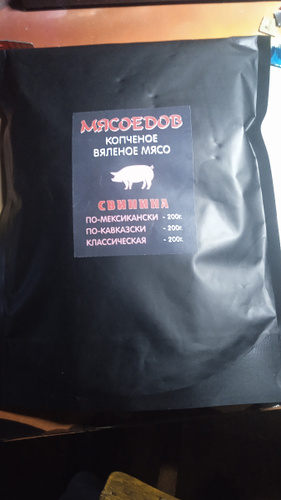 МЯСОЕДОВ
КОПЧЕНОЕ
ВЯЛЕНОЕ МЯСО
СВИНИНА
ПО-МЕКСИКАНСКИ - 200г.
ПО-КАВКАЗСКИ - 200г.
КЛАССИЧЕСКАЯ - 200г.